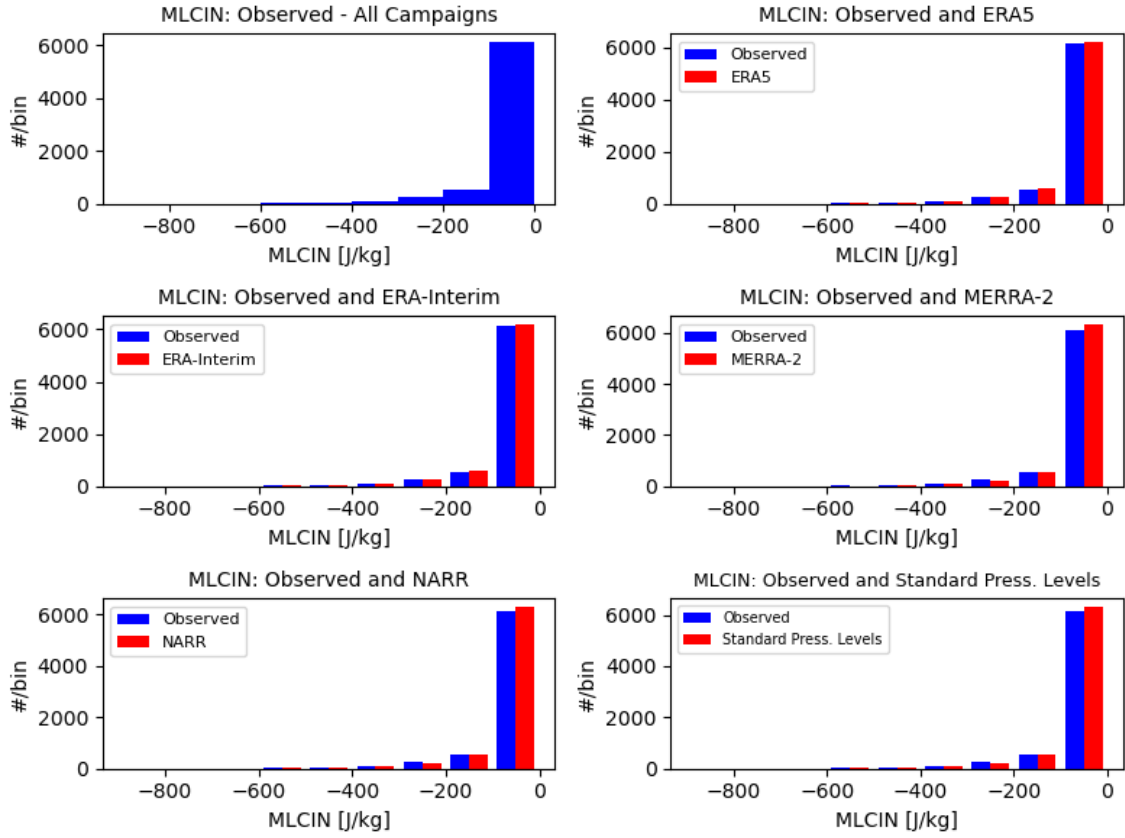 MLCIN: Observed - All Campaigns
#/bin
6000
4000
2000
0
−800
−600
−400
−200
0
MLCIN [J/kg]
MLCIN: Observed and ERA5
Observed
ERA5
#/bin
6000
4000
2000
0
−800
−600
−400
−200
0
MLCIN [J/kg]
MLCIN: Observed and ERA-Interim
Observed
ERA-Interim
#/bin
6000
4000
2000
0
−800
−600
−400
−200
0
MLCIN [J/kg]
MLCIN: Observed and MERRA-2
Observed
MERRA-2
#/bin
6000
4000
2000
0
−800
−600
−400
−200
0
MLCIN [J/kg]
MLCIN: Observed and NARR
Observed
NARR
#/bin
6000
4000
2000
0
−800
−600
−400
−200
0
MLCIN [J/kg]
MLCIN: Observed and Standard Press. Levels
Observed
Standard Press. Levels
#/bin
6000
4000
2000
0
−800
−600
−400
−200
0
MLCIN [J/kg]